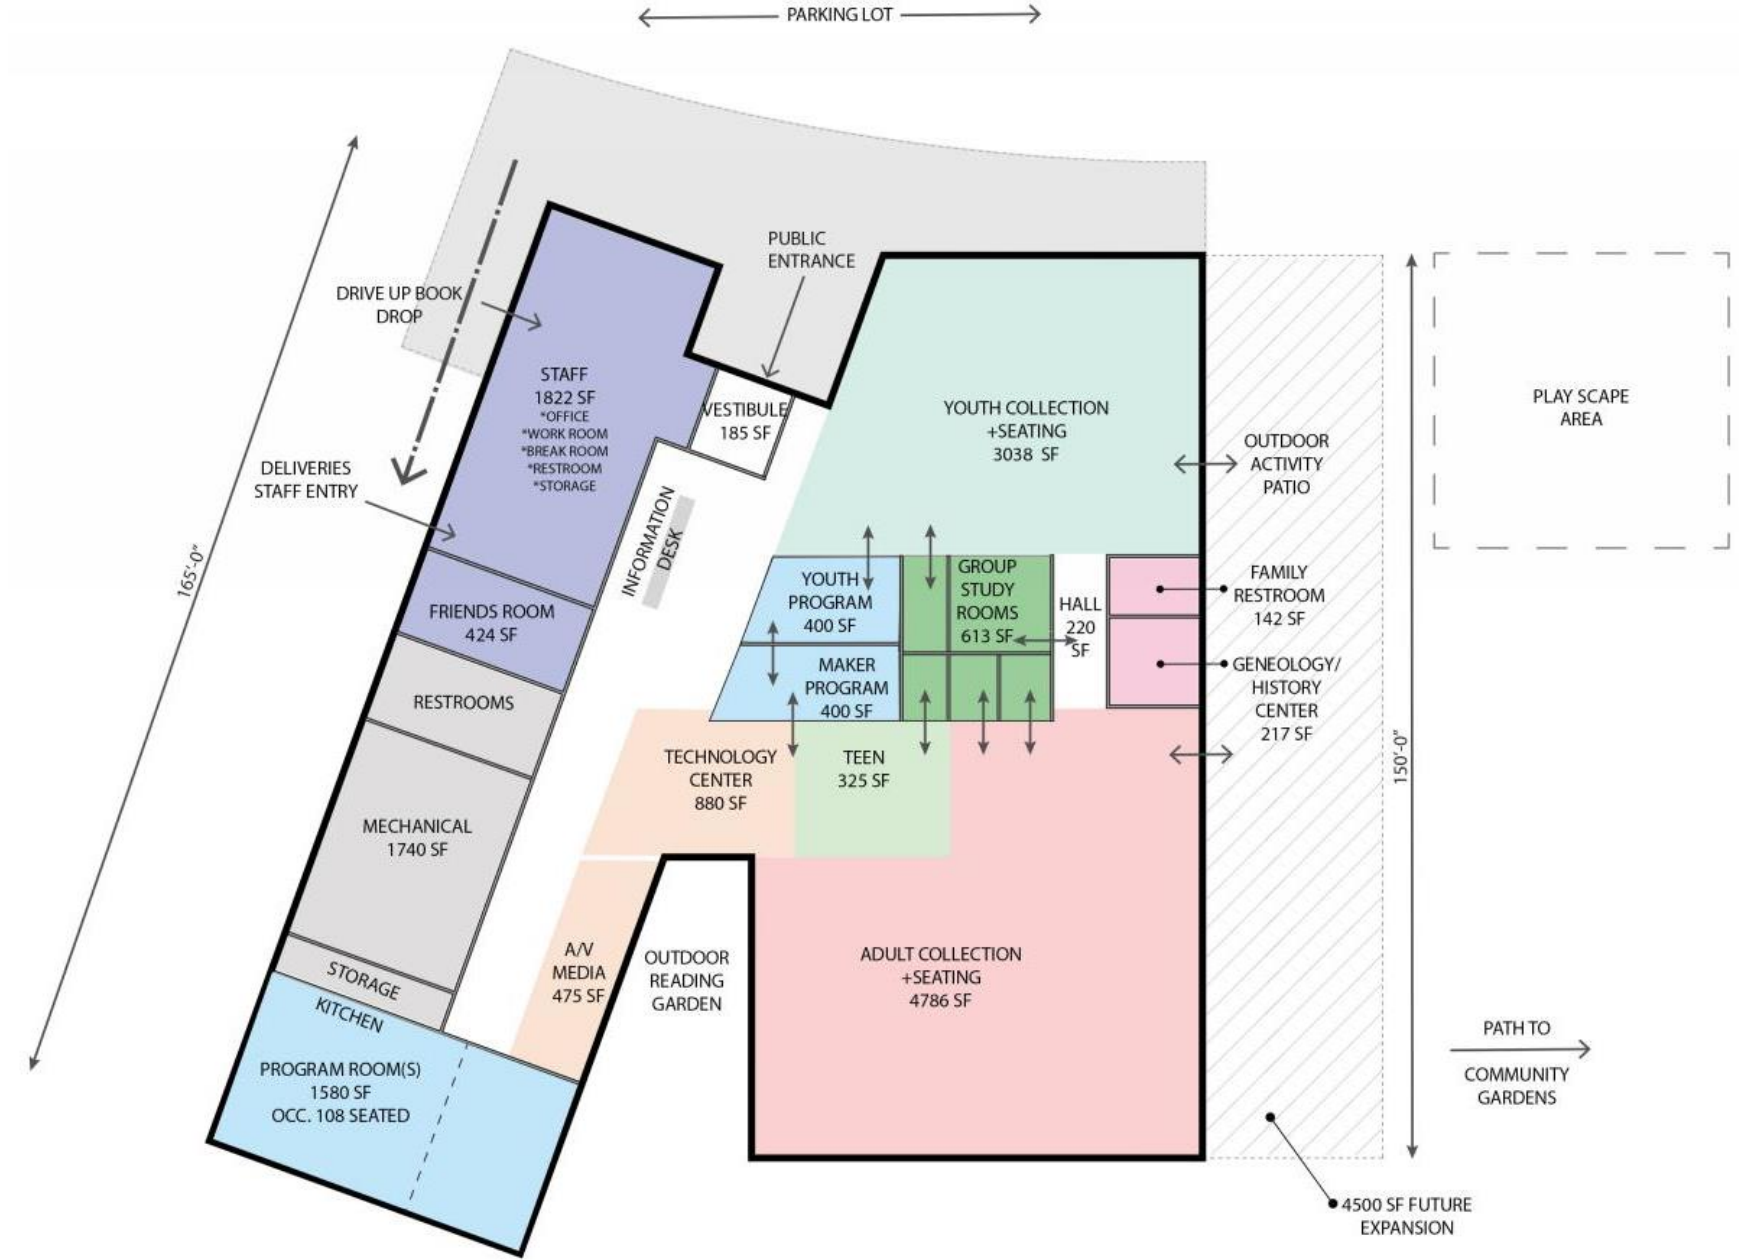 PARKING LOT
PUBLIC
ENTRANCE
DRIVE UP BOOK
DROP
STAFF
1822 SF
*OFFICE
*WORK ROOM
*BREAK ROOM
*RESTROOM
*STORAGE
VESTIBULE
185 SF
YOUTH COLLECTION
+SEATING
3038 SF
PLAY SCAPE
AREA
DELIVERIES
STAFF ENTRY
OUTDOOR
ACTIVITY
PATIO
INFORMATION
DESK
165'-0"
FRIENDS ROOM
424 SF
YOUTH
PROGRAM
400 SF
GROUP
STUDY
ROOMS
613 SF
HALL
220
SF
FAMILY
RESTROOM
142 SF
MAKER
PROGRAM
400 SF
GENEOLOGY/
HISTORY
CENTER
217 SF
RESTROOMS
TECHNOLOGY
CENTER
880 SF
TEEN
325 SF
150'-0"
MECHANICAL
1740 SF
A/V
MEDIA
475 SF
OUTDOOR
READING
GARDEN
ADULT COLLECTION
+SEATING
4786 SF
STORAGE
KITCHEN
PROGRAM ROOM(S)
1580 SF
OCC. 108 SEATED
PATH TO
COMMUNITY
GARDENS
4500 SF FUTURE
EXPANSION